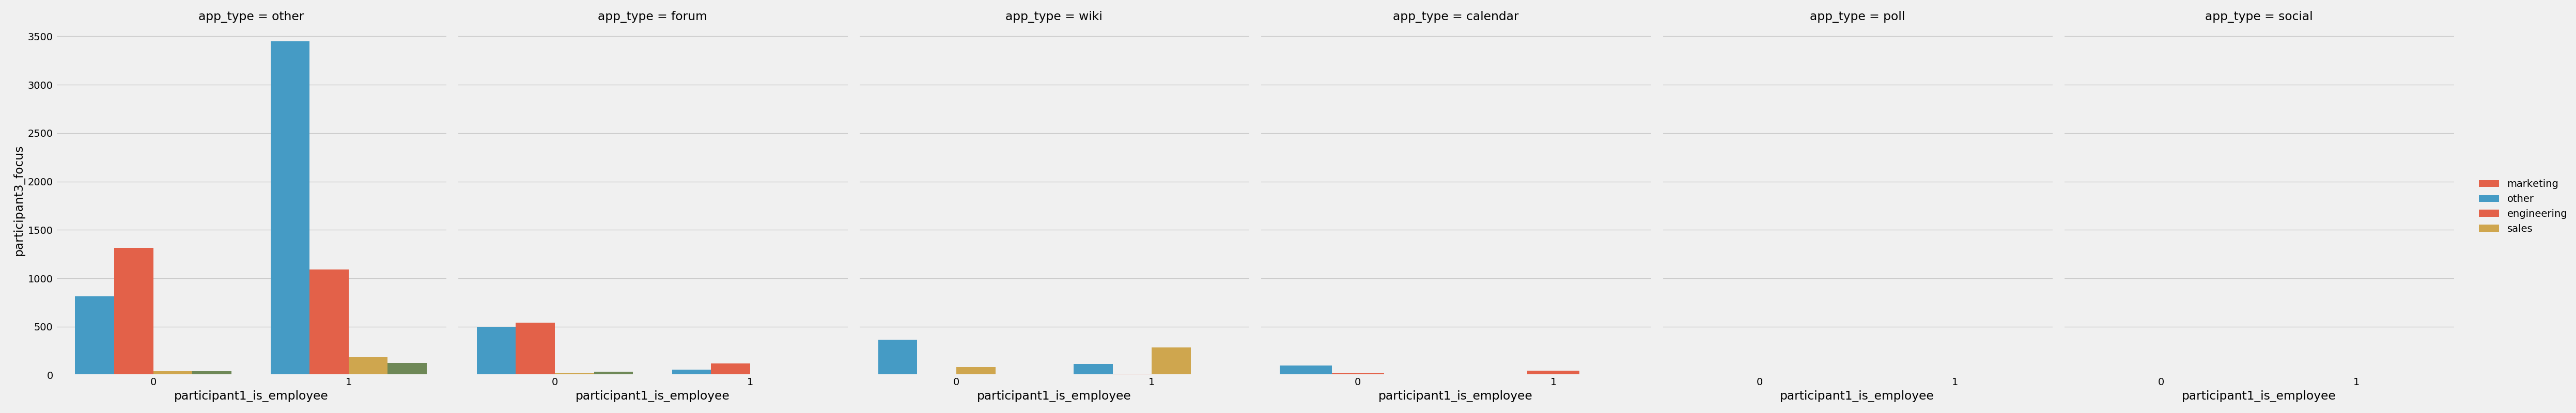 app_type = other
app_type = forum
app_type = wiki
app_type = calendar
app_type = poll
app_type = social
participant3_focus
3500
3000
2500
2000
1500
1000
500
0
0 1
0 1
0 1
0 1
0 1
0 1
participant1_is_employee
participant1_is_employee
participant1_is_employee
participant1_is_employee
participant1_is_employee
participant1_is_employee
marketing
other
engineering
sales